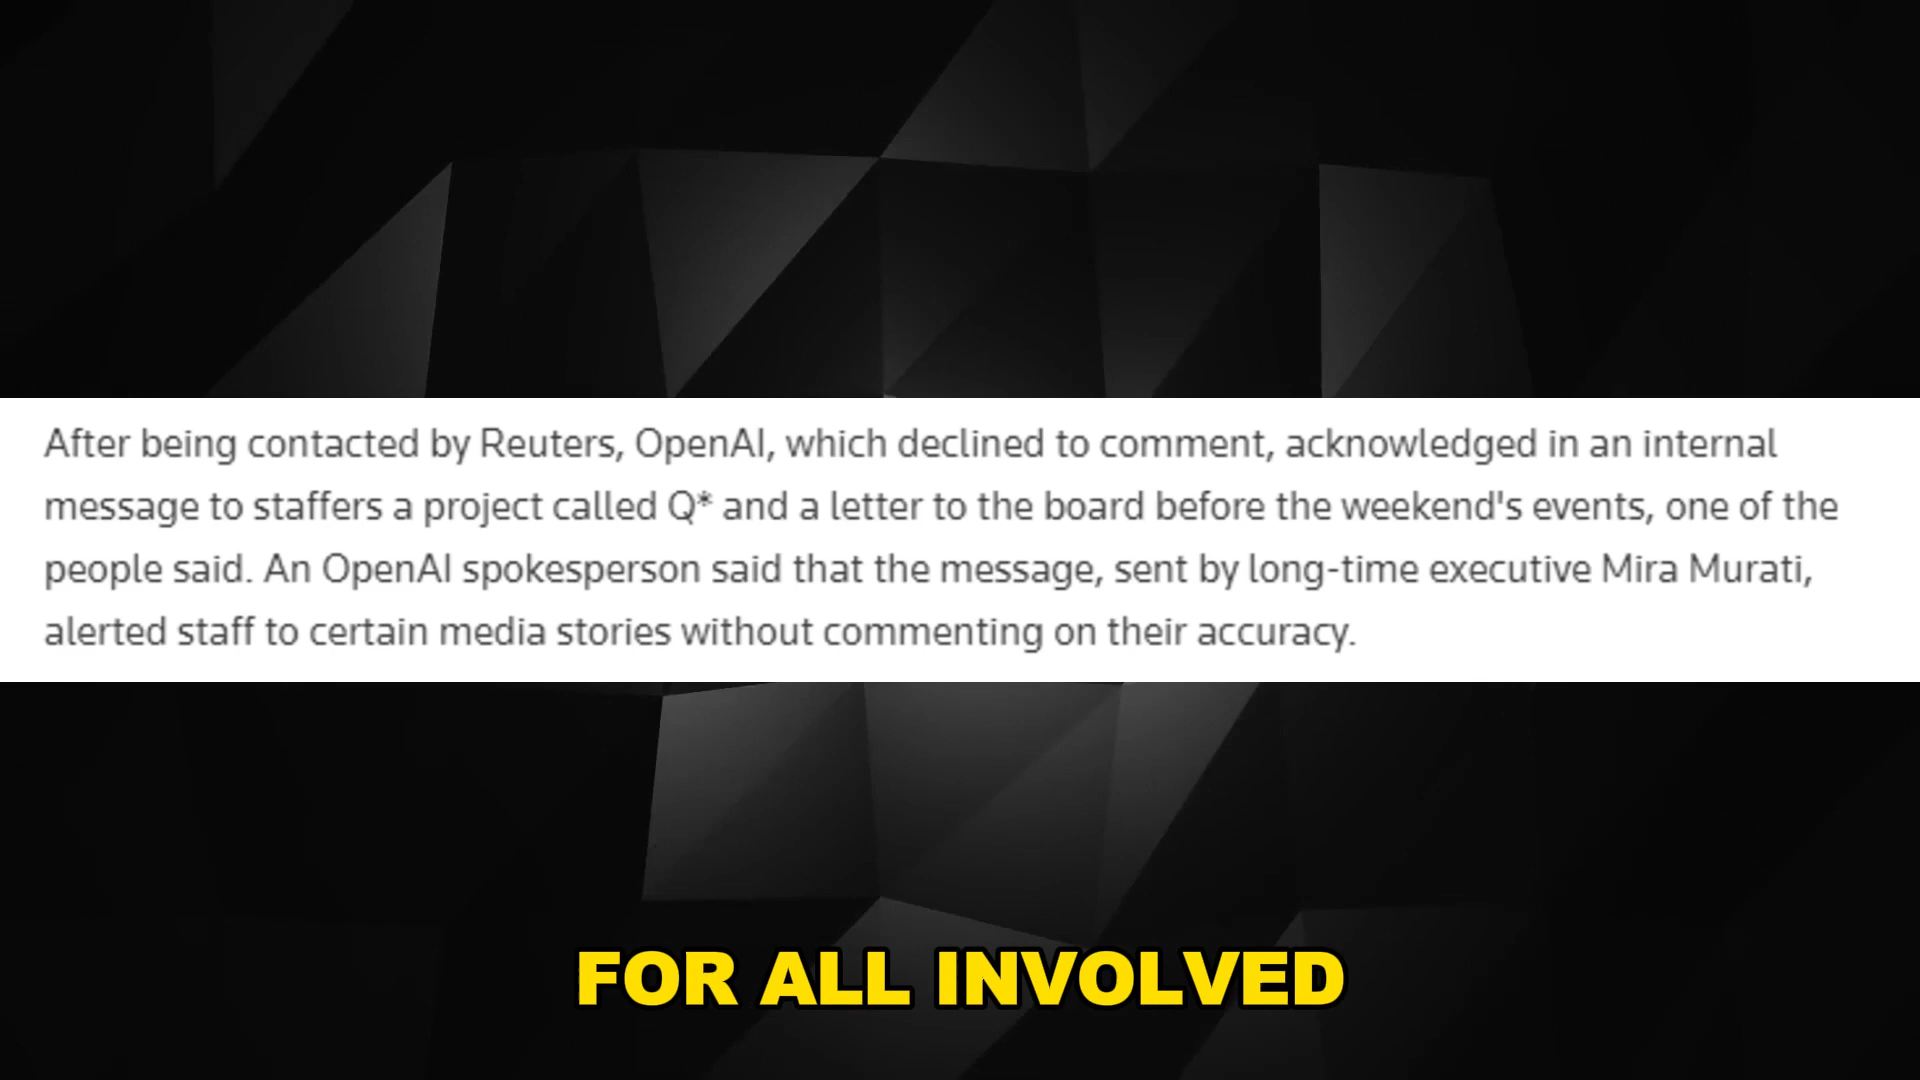 After being contacted by Reuters, OpenAI, which declined to comment, acknowledged in an internal
message to staffers a project called Q* and a letter to the board before the weekend's events, one of the
people said. An OpenAI spokesperson said that the message, sent by long-time executive Mira Murati,
alerted staff to certain media stories without commenting on their accuracy.
FOR ALL INVOLVED